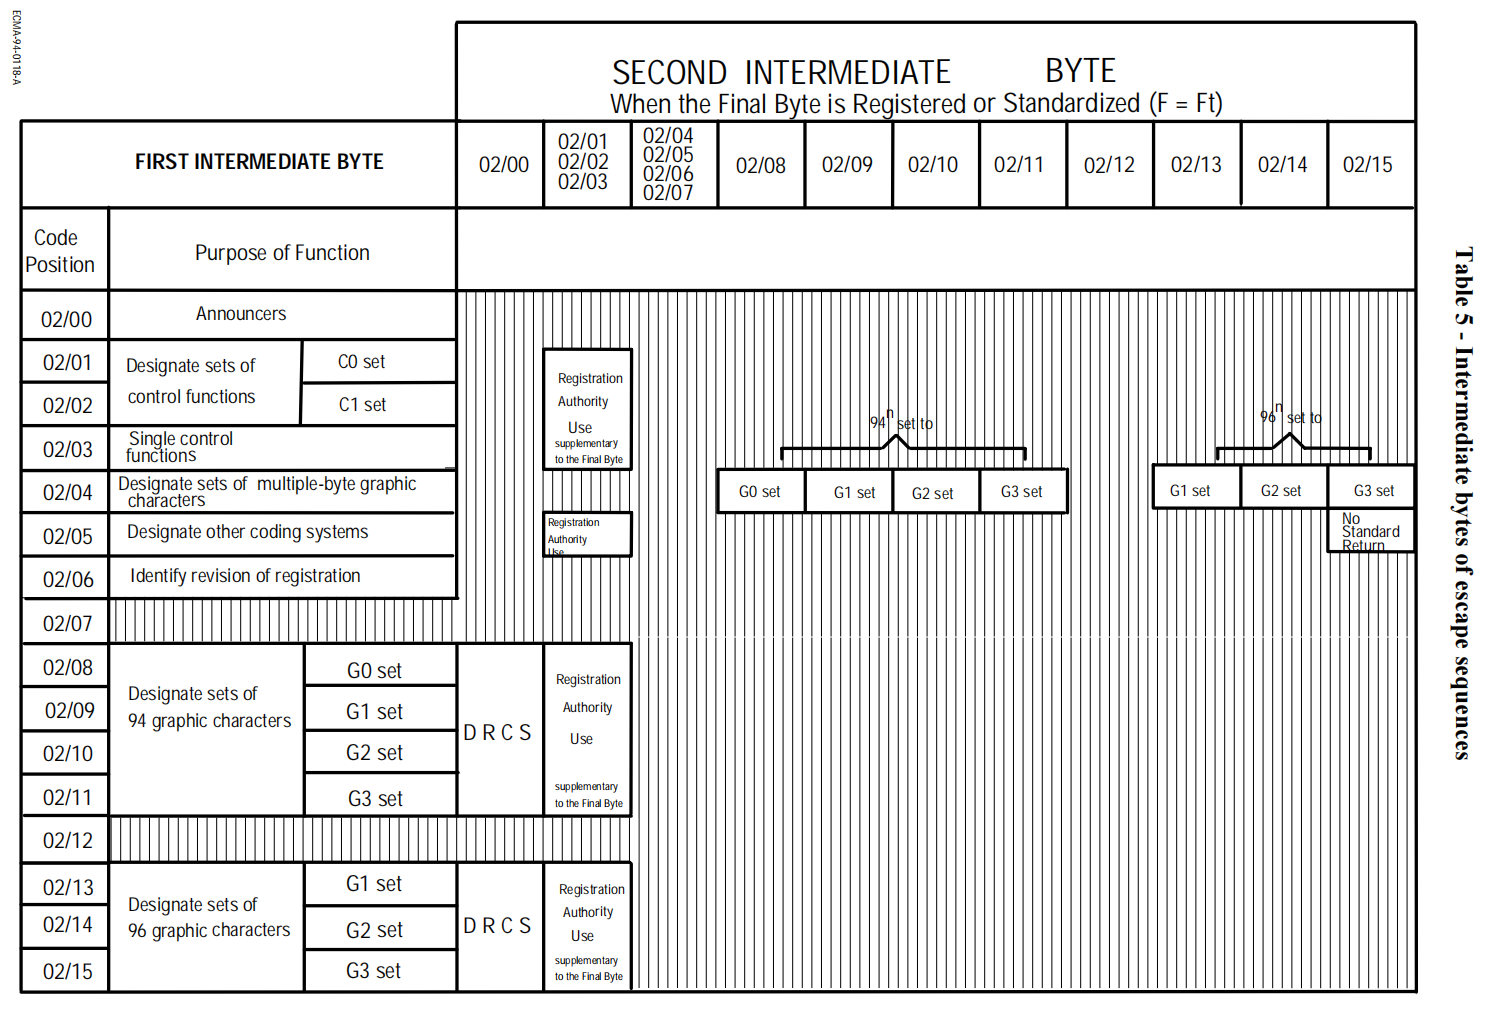 ECMA-94-0118-A
SECOND INTERMEDIATE BYTE
When the Final Byte is Registered or Standardized (F = Ft)
FIRST INTERMEDIATE BYTE
02/00
02/01
02/02
02/03
02/04
02/05
02/06
02/07
02/08
02/09
02/10
02/11
02/12
02/13
02/14
02/15
Code
Position
Purpose of Function
02/00
Announcers
02/01
Designate sets of
control functions
C0 set
02/02
C1 set
Registration
Authority
Use
supplementary
to the Final Byte
02/03
Single control
functions
94n set to
96n set to
02/04
Designate sets of multiple-byte graphic
characters
G0 set
G1 set
G2 set
G3 set
G1 set
G2 set
G3 set
02/05
Designate other coding systems
Registration
Authority
Use
No
Standard
Return
02/06
Identify revision of registration
02/07
02/08
Designate sets of
94 graphic characters
G0 set
02/09
G1 set
02/10
G2 set
02/11
G3 set
D R C S
Registration
Authority
Use
supplementary
to the Final Byte
02/12
02/13
Designate sets of
96 graphic characters
G1 set
02/14
G2 set
02/15
G3 set
D R C S
Registration
Authority
Use
supplementary
to the Final Byte
Table 5 - Intermediate bytes of escape sequences